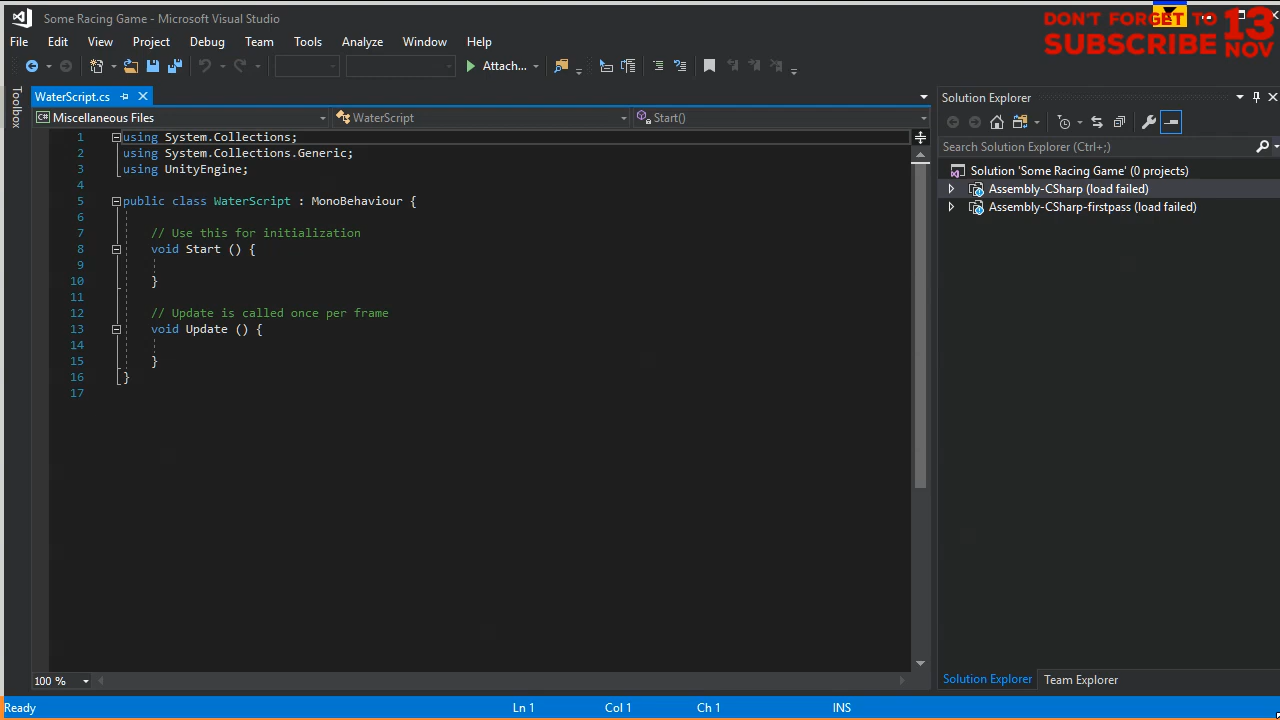 Some Racing Game - Microsoft Visual Studio
DON'T FORGET TO
SUBSCRIBE
13
NOV
File Edit View Project Debug Team Tools Analyze Window Help
Attach...
Toolbox
WaterScript.cs
Miscellaneous Files
WaterScript
Start()
1 using System.Collections;
2 using System.Collections.Generic;
3 using UnityEngine;
4
5 public class WaterScript : MonoBehaviour {
6
7 // Use this for initialization
8 void Start () {
9
10 }
11
12 // Update is called once per frame
13 void Update () {
14
15 }
16 }
17
100 %
Solution Explorer
Search Solution Explorer (Ctrl+;)
Solution 'Some Racing Game' (0 projects)
Assembly-CSharp (load failed)
Assembly-CSharp-firstpass (load failed)
Solution Explorer Team Explorer
Ready Ln 1 Col 1 Ch 1 INS